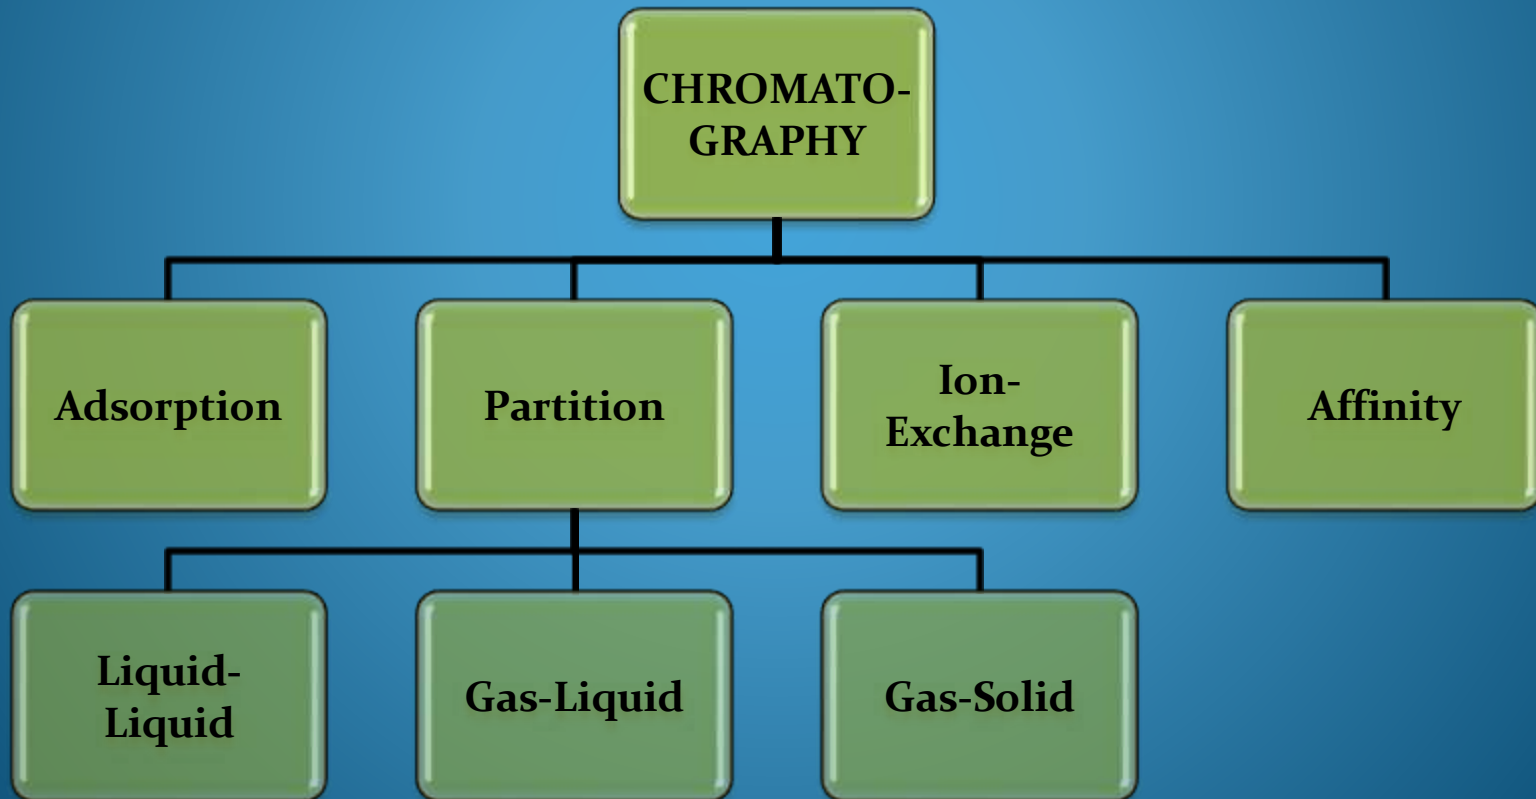 CHROMATO-
GRAPHY
Adsorption
Partition
Ion-
Exchange
Affinity
Liquid-
Liquid
Gas-Liquid
Gas-Solid